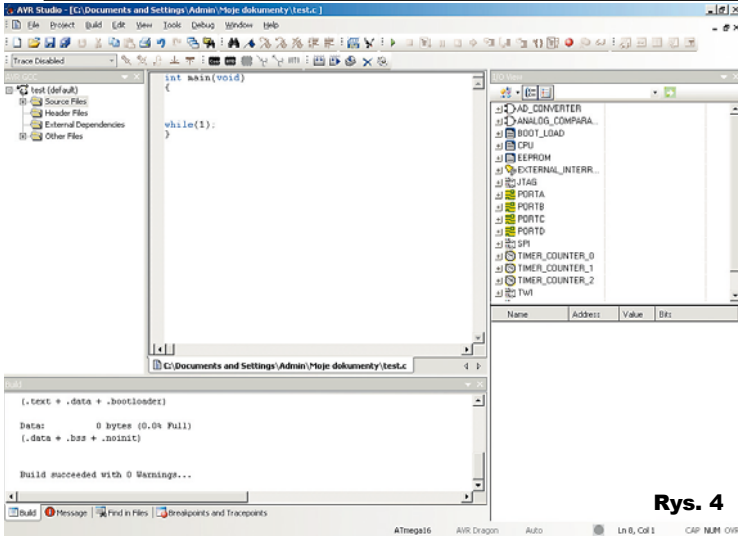 AVR Studio - [C:\Documents and Settings\Admin\Moje dokumenty\test.c]
File Project Build Edit View Tools Debug Window Help
Trace Disabled
AVR GCC
test (default)
Source Files
Header Files
External Dependencies
Other Files
int main(void)
{
while(1);
}
C:\Documents and Settings\Admin\Moje dokumenty\test.c
I/O View
AD_CONVERTER
ANALOG_COMPARA...
BOOT_LOAD
CPU
EEPROM
EXTERNAL_INTERR...
JTAG
PORTA
PORTB
PORTC
PORTD
SPI
TIMER_COUNTER_0
TIMER_COUNTER_1
TIMER_COUNTER_2
TWI
Name Address Value Bits
Build
(.text + .data + .bootloader)
Data: 0 bytes (0.0% Full)
(.data + .bss + .noinit)
Build succeeded with 0 Warnings...
Build Message Find in Files Breakpoints and Tracepoints
Rys. 4
ATmega16 AVR Dragon Auto Ln 8, Col 1 CAP NUM OVR